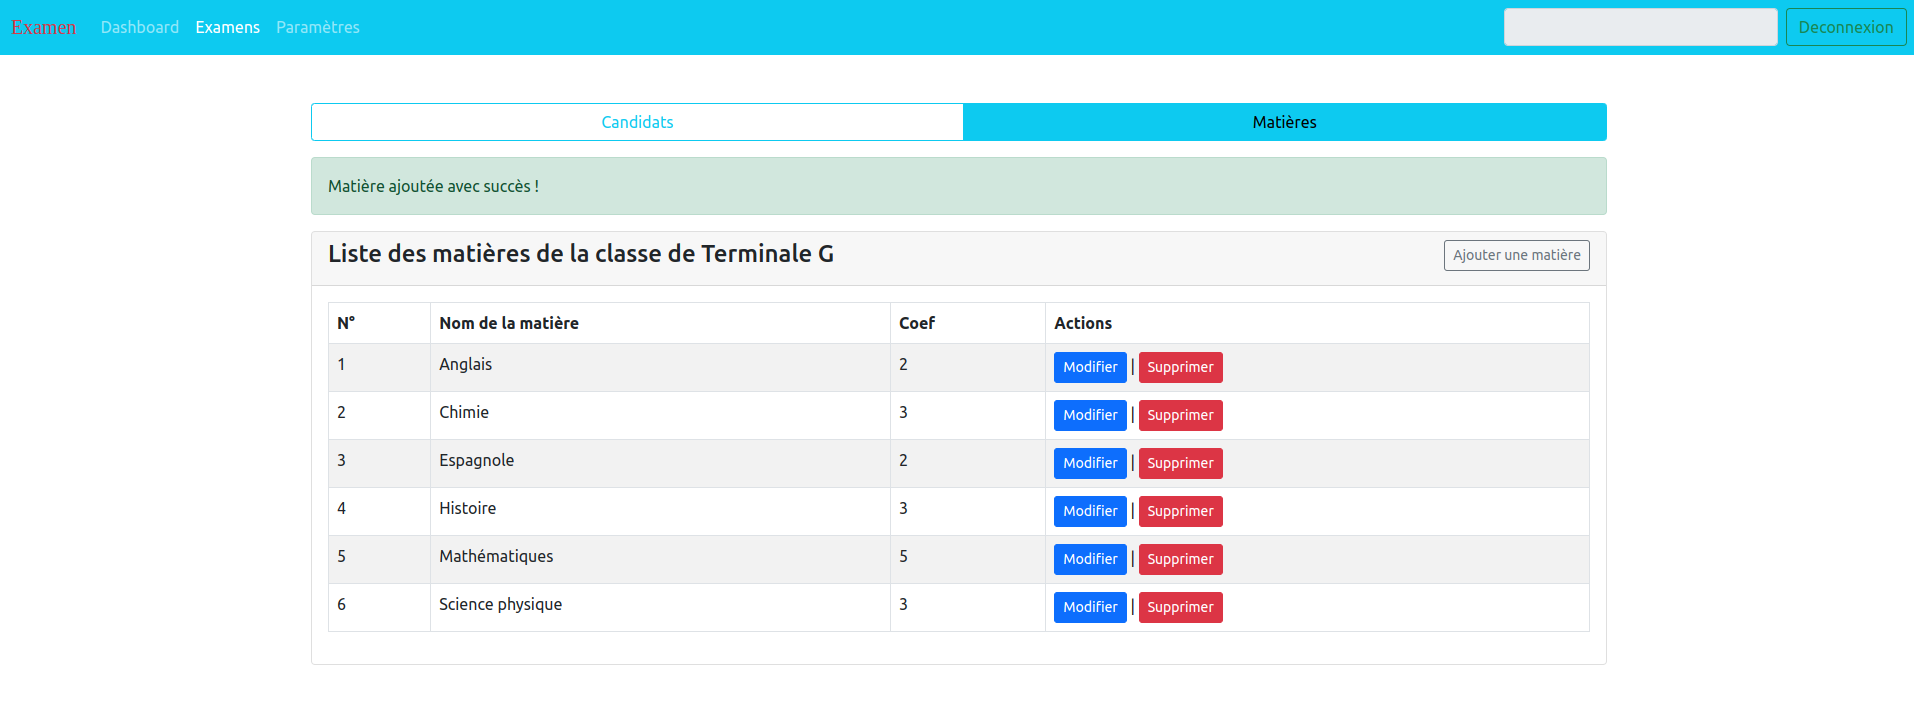 Examen Dashboard Examens Paramètres Deconnexion
Candidats Matières
Matière ajoutée avec succès !
Liste des matières de la classe de Terminale G Ajouter une matière
N° Nom de la matière Coef Actions
1 Anglais 2 Modifier | Supprimer
2 Chimie 3 Modifier | Supprimer
3 Espagnole 2 Modifier | Supprimer
4 Histoire 3 Modifier | Supprimer
5 Mathématiques 5 Modifier | Supprimer
6 Science physique 3 Modifier | Supprimer